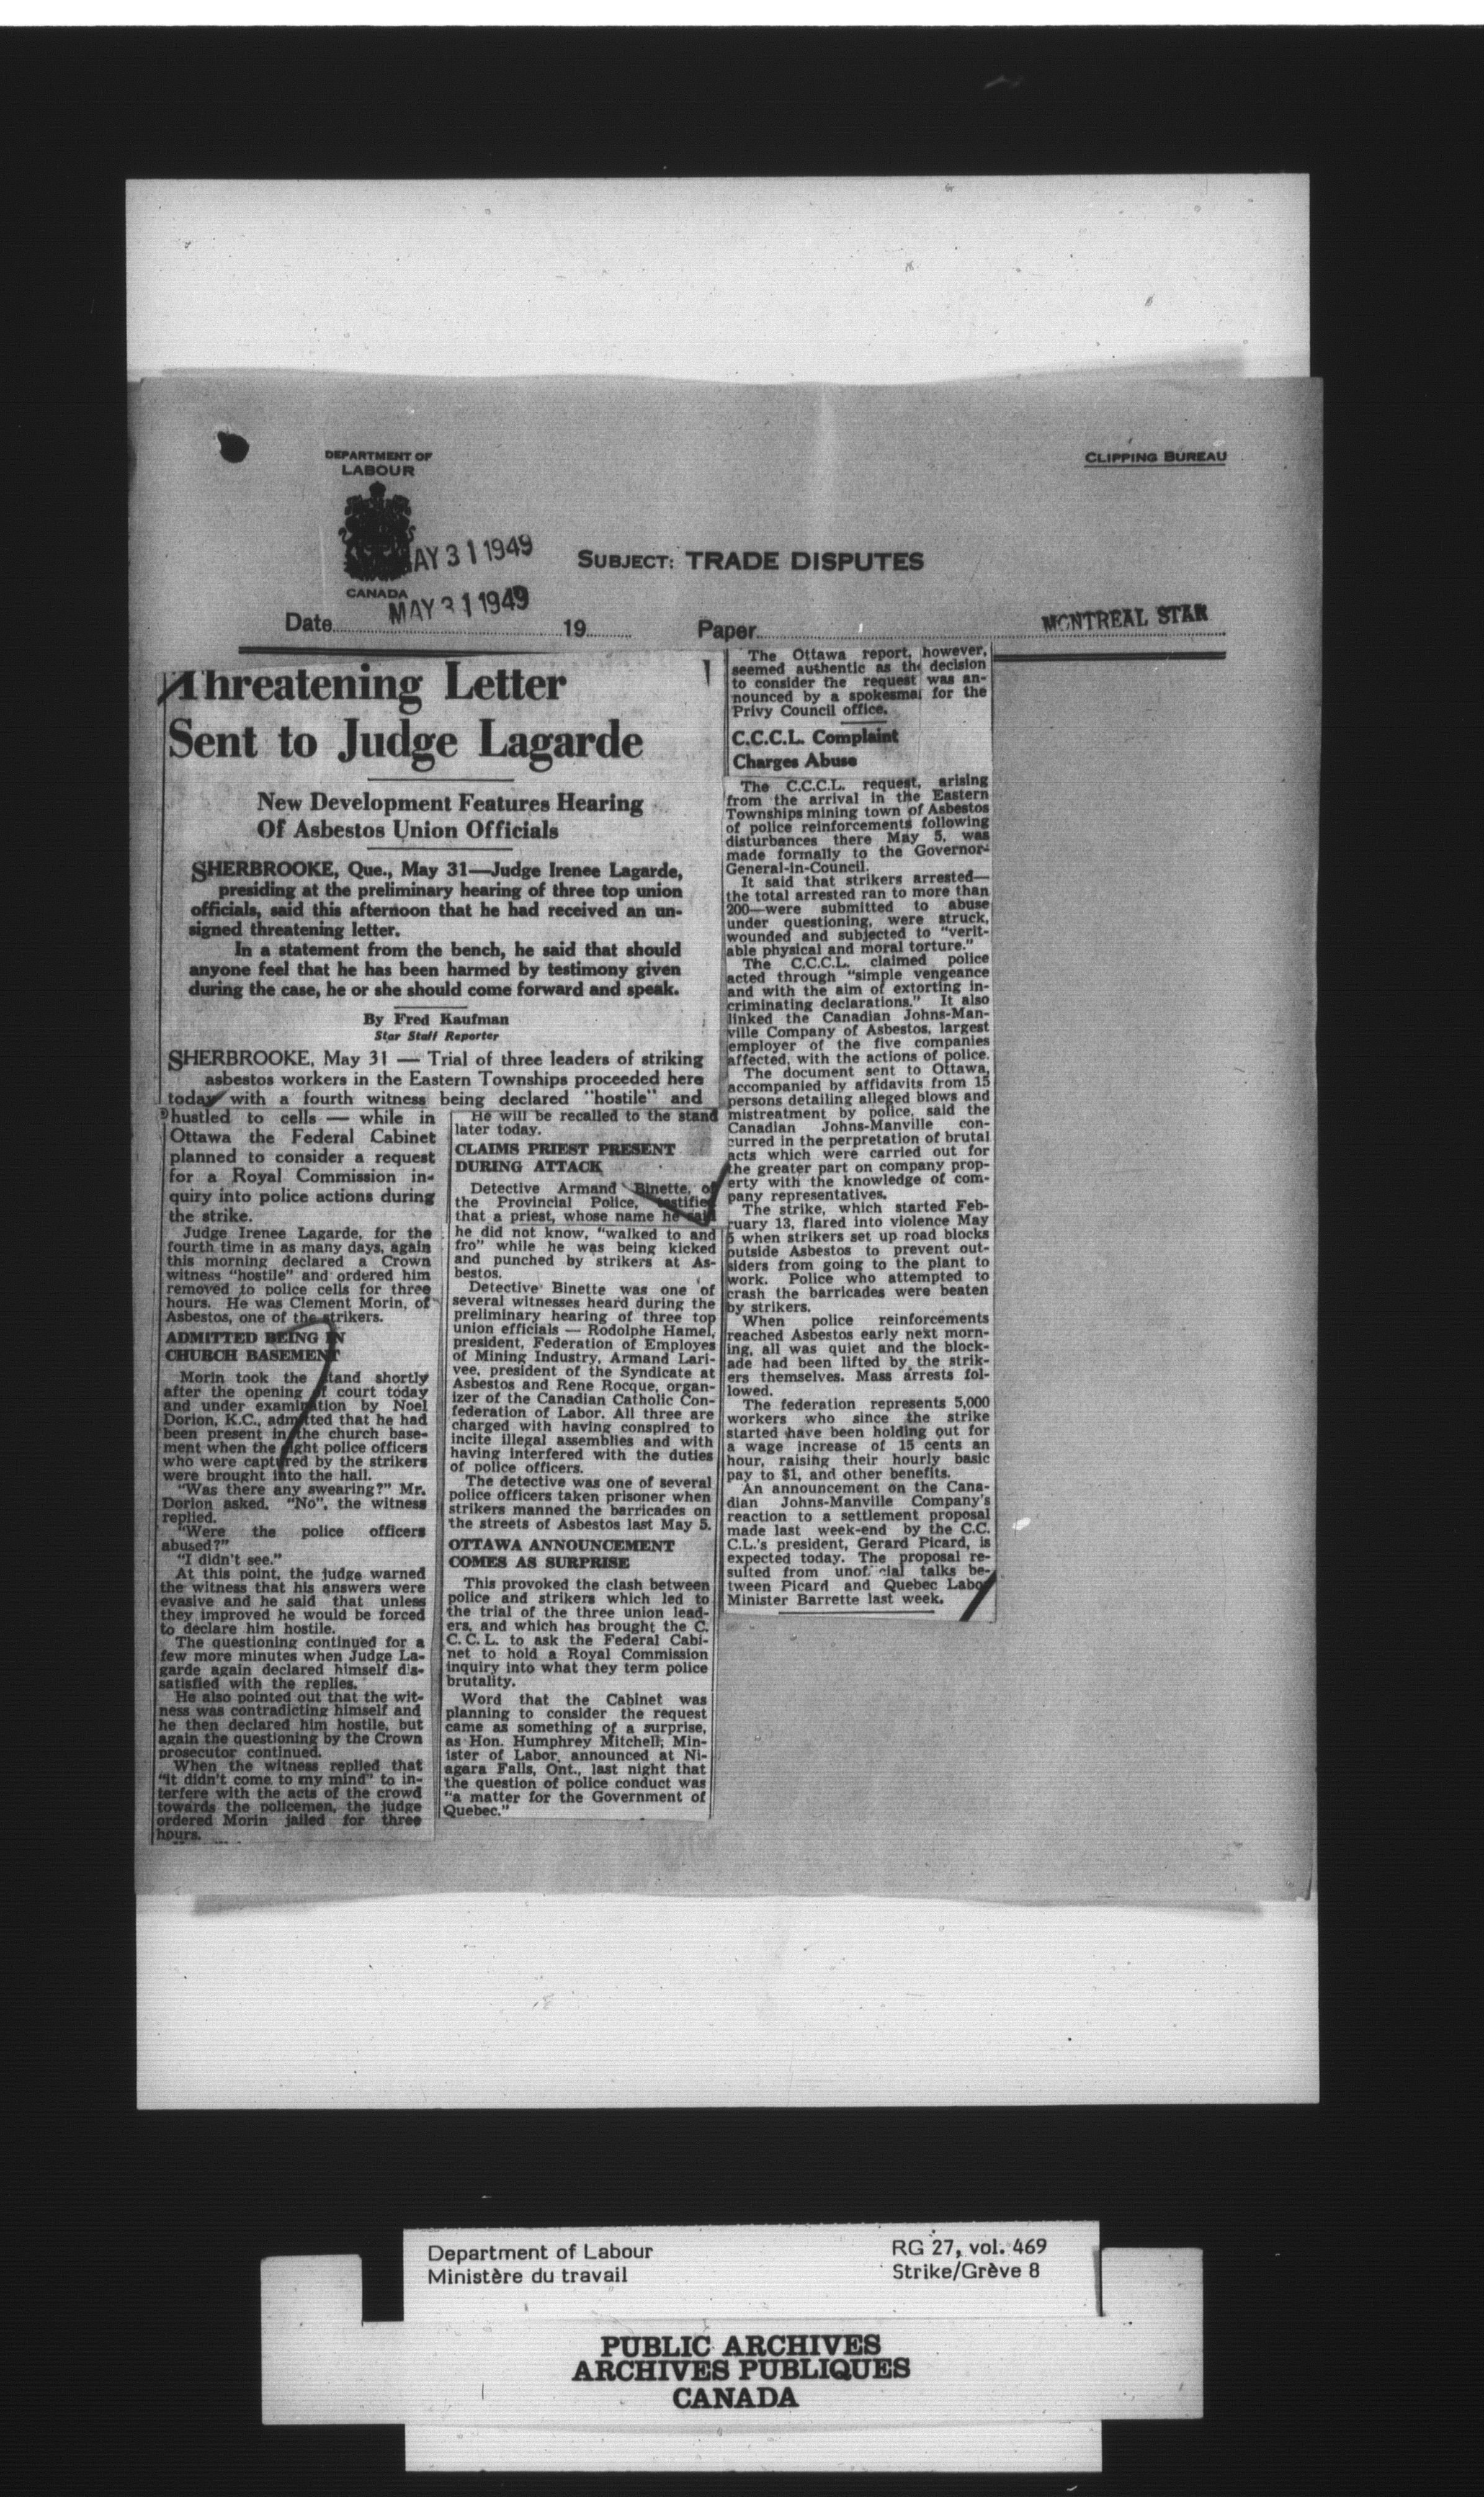 DEPARTMENT OF
LABOUR
CANADA
CLIPPING BUREAU
AY 31 1949
SUBJECT: TRADE DISPUTES
MAY 31 1949
Date 19 Paper MONTREAL STAR
Threatening Letter
Sent to Judge Lagarde
New Development Features Hearing
Of Asbestos Union Officials
SHERBROOKE, Que., May 31—Judge Irenee Lagarde,
presiding at the preliminary hearing of three top union
officials, said this afternoon that he had received an un-
signed threatening letter.
In a statement from the bench, he said that should
anyone feel that he has been harmed by testimony given
during the case, he or she should come forward and speak.
By Fred Kaufman
Star Staff Reporter
SHERBROOKE, May 31 — Trial of three leaders of striking
asbestos workers in the Eastern Townships proceeded here
today with a fourth witness being declared "hostile" and
hustled to cells — while in
Ottawa the Federal Cabinet
planned to consider a request
for a Royal Commission in-
quiry into police actions during
the strike.
Judge Irenee Lagarde, for the
fourth time in as many days, again
this morning declared a Crown
witness "hostile" and ordered him
removed to police cells for three
hours. He was Clement Morin, of
Asbestos, one of the strikers.
ADMITTED BEING IN
CHURCH BASEMENT
Morin took the stand shortly
after the opening of court today
and under examination by Noel
Dorion, K.C., admitted that he had
been present in the church base-
ment when the eight police officers
who were captured by the strikers
were brought into the hall.
"Was there any swearing?" Mr.
Dorion asked. "No", the witness
replied.
"Were the police officers
abused?"
"I didn't see."
At this point, the judge warned
the witness that his answers were
evasive and he said that unless
they improved he would be forced
to declare him hostile.
The questioning continued for a
few more minutes when Judge La-
garde again declared himself dis-
satisfied with the replies.
He also pointed out that the wit-
ness was contradicting himself and
he then declared him hostile, but
again the questioning by the Crown
prosecutor continued.
When the witness replied that
"it didn't come to my mind" to in-
terfere with the acts of the crowd
towards the policemen, the judge
ordered Morin jailed for three
hours.
He will be recalled to the stand
later today.
CLAIMS PRIEST PRESENT
DURING ATTACK
Detective Armand Binette, of
the Provincial Police, testified
that a priest, whose name he said
he did not know, "walked to and
fro" while he was being kicked
and punched by strikers at As-
bestos.
Detective Binette was one of
several witnesses heard during the
preliminary hearing of three top
union officials — Rodolphe Hamel,
president, Federation of Employes
of Mining Industry, Armand Lari-
vee, president of the Syndicate at
Asbestos and Rene Rocque, organ-
izer of the Canadian Catholic Con-
federation of Labor. All three are
charged with having conspired to
incite illegal assemblies and with
having interfered with the duties
of police officers.
The detective was one of several
police officers taken prisoner when
strikers manned the barricades on
the streets of Asbestos last May 5.
OTTAWA ANNOUNCEMENT
COMES AS SURPRISE
This provoked the clash between
police and strikers which led to
the trial of the three union lead-
ers, and which has brought the C.
C. C. L. to ask the Federal Cabi-
net to hold a Royal Commission
inquiry into what they term police
brutality.
Word that the Cabinet was
planning to consider the request
came as something of a surprise,
as Hon. Humphrey Mitchell, Min-
ister of Labor, announced at Ni-
agara Falls, Ont., last night that
the question of police conduct was
"a matter for the Government of
Quebec."
The Ottawa report, however,
seemed authentic as the decision
to consider the request was an-
nounced by a spokesman for the
Privy Council office.
C.C.C.L. Complaint
Charges Abuse
The C.C.C.L. request, arising
from the arrival in the Eastern
Townships mining town of Asbestos
of police reinforcements following
disturbances there May 5, was
made formally to the Governor-
General-in-Council.
It said that strikers arrested—
the total arrested ran to more than
200—were submitted to abuse
under questioning, were struck,
wounded and subjected to "verit-
able physical and moral torture."
The C.C.C.L. claimed police
acted through "simple vengeance
and with the aim of extorting in-
criminating declarations." It also
linked the Canadian Johns-Man-
ville Company of Asbestos, largest
employer of the five companies
affected, with the actions of police.
The document sent to Ottawa,
accompanied by affidavits from 15
persons detailing alleged blows and
mistreatment by police, said the
Canadian Johns-Manville con-
curred in the perpretation of brutal
acts which were carried out for
the greater part on company prop-
erty with the knowledge of com-
pany representatives.
The strike, which started Feb-
ruary 13, flared into violence May
5 when strikers set up road blocks
outside Asbestos to prevent out-
siders from going to the plant to
work. Police who attempted to
crash the barricades were beaten
by strikers.
When police reinforcements
reached Asbestos early next morn-
ing, all was quiet and the block-
ade had been lifted by the strik-
ers themselves. Mass arrests fol-
lowed.
The federation represents 5,000
workers who since the strike
started have been holding out for
a wage increase of 15 cents an
hour, raising their hourly basic
pay to $1, and other benefits.
An announcement on the Cana-
dian Johns-Manville Company's
reaction to a settlement proposal
made last week-end by the C.C.
C.L.'s president, Gerard Picard, is
expected today. The proposal re-
sulted from unofficial talks be-
tween Picard and Quebec Labor
Minister Barrette last week.
Department of Labour
Ministère du travail
RG 27, vol. 469
Strike/Grève 8
PUBLIC ARCHIVES
ARCHIVES PUBLIQUES
CANADA